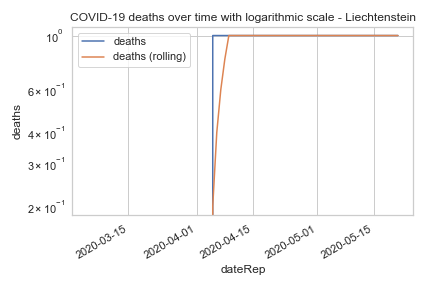 COVID-19 deaths over time with logarithmic scale - Liechtenstein
deaths
deaths (rolling)
10⁰
6 × 10⁻¹
4 × 10⁻¹
3 × 10⁻¹
2 × 10⁻¹
deaths
2020-03-15
2020-04-01
2020-04-15
2020-05-01
2020-05-15
dateRep